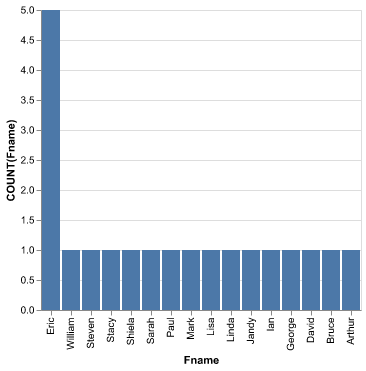 5.0
4.5
4.0
3.5
3.0
2.5
2.0
1.5
1.0
0.5
0.0
COUNT(Fname)
Eric
William
Steven
Stacy
Shiela
Sarah
Paul
Mark
Lisa
Linda
Jandy
Ian
George
David
Bruce
Arthur
Fname